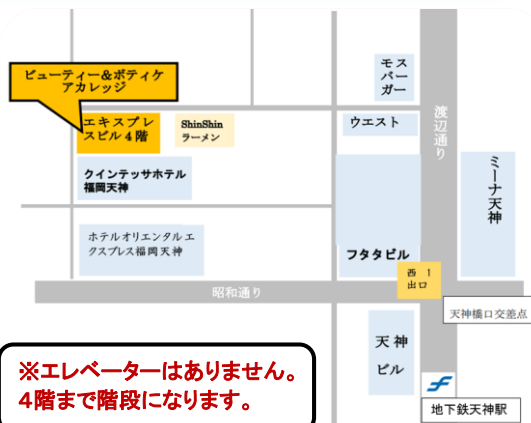 ビューティー&ボティケ
アカレッジ
エキスプレ
スビル4階
ShinShin
ラーメン
クインテッサホテル
福岡天神
ホテルオリエンタルエ
クスプレス福岡天神
モス
バー
ガー
ウエスト
渡辺通り
ミーナ天神
フタタビル
西 1
出口
昭和通り
天神橋口交差点
天神
ビル
地下鉄天神駅
※エレベーターはありません。
4階まで階段になります。